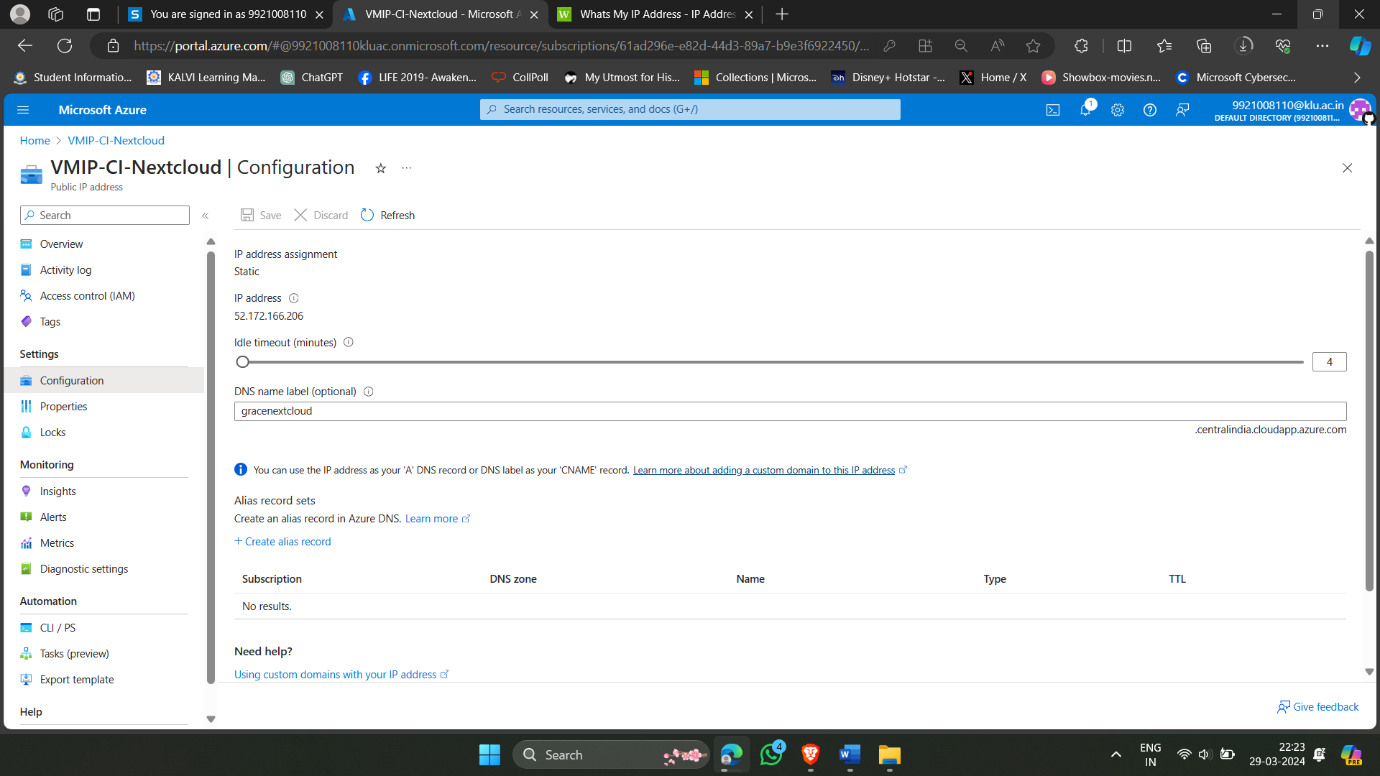 You are signed in as 9921008110
VMIP-CI-Nextcloud - Microsoft A
Whats My IP Address - IP Addres
https://portal.azure.com/#@9921008110kluac.onmicrosoft.com/resource/subscriptions/61ad296e-e82d-44d3-89a7-b9e3f6922450/...
Student Informatio...
KALVI Learning Ma...
ChatGPT
LIFE 2019- Awaken...
CollPoll
My Utmost for His...
Collections | Micros...
Disney+ Hotstar -...
Home / X
Showbox-movies.n...
Microsoft Cybersec...
Microsoft Azure
Search resources, services, and docs (G+/)
1
9921008110@klu.ac.in
DEFAULT DIRECTORY (992100811...
Home > VMIP-CI-Nextcloud
VMIP-CI-Nextcloud | Configuration
Public IP address
Search
Save
Discard
Refresh
Overview
Activity log
Access control (IAM)
Tags
Settings
Configuration
Properties
Locks
Monitoring
Insights
Alerts
Metrics
Diagnostic settings
Automation
CLI / PS
Tasks (preview)
Export template
Help
IP address assignment
Static
IP address
52.172.166.206
Idle timeout (minutes)
4
DNS name label (optional)
gracenextcloud
.centralindia.cloudapp.azure.com
You can use the IP address as your 'A' DNS record or DNS label as your 'CNAME' record. Learn more about adding a custom domain to this IP address
Alias record sets
Create an alias record in Azure DNS. Learn more
+ Create alias record
Subscription DNS zone Name Type TTL
No results.
Need help?
Using custom domains with your IP address
Give feedback
Search
4
ENG
IN
22:23
29-03-2024
PRE